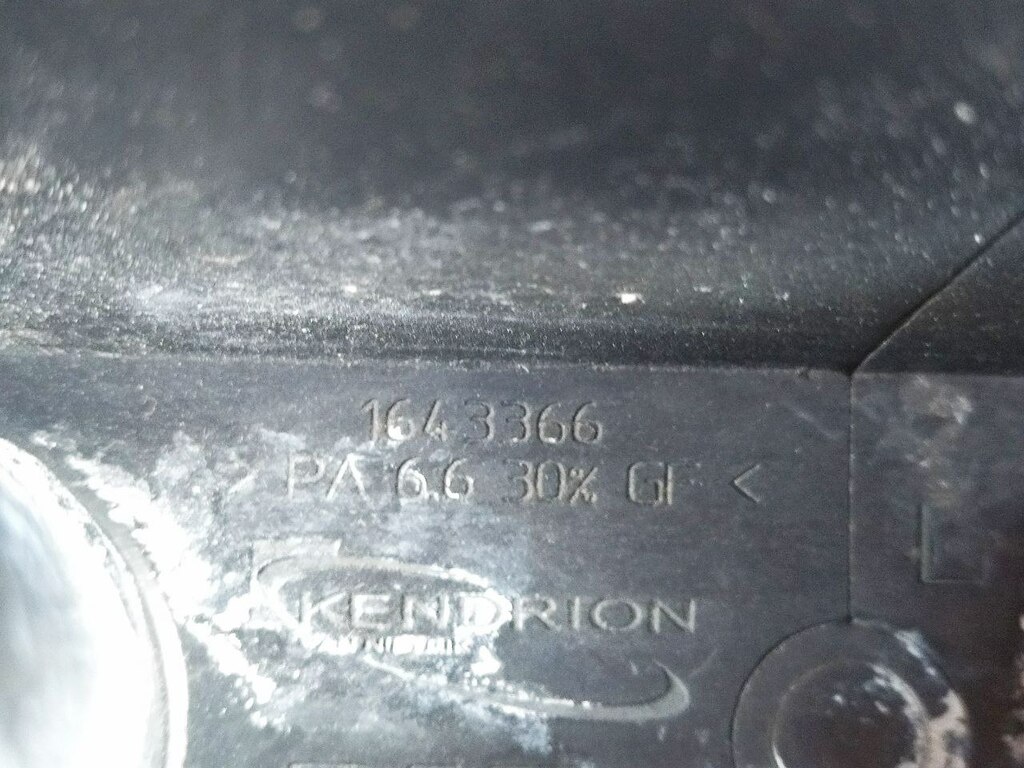 1643366
> PA 6.6 30% GF <
KENDRION